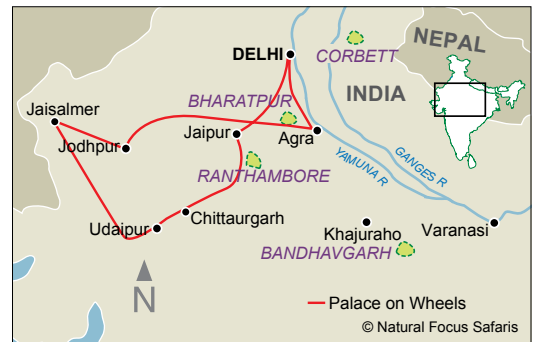 NEPAL
DELHI
CORBETT
INDIA
BHARATPUR
Jaisalmer
Jaipur
Agra
Jodhpur
YAMUNA R
GANGES R
RANTHAMBORE
Chittaurgarh
Udaipur
Khajuraho
Varanasi
BANDHAVGARH
N
Palace on Wheels
© Natural Focus Safaris